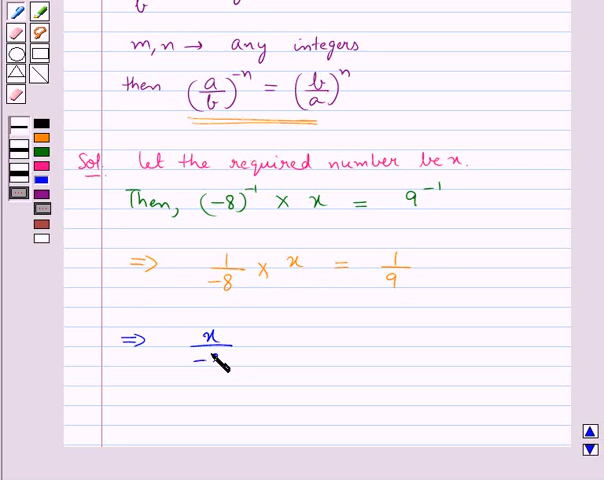 b
m, n → any integers
then (a/b)^-n = (b/a)^n
Sol. Let the required number be x.
Then, (-8)^-1 × x = 9^-1
⇒ 1/-8 × x = 1/9
⇒ x/-